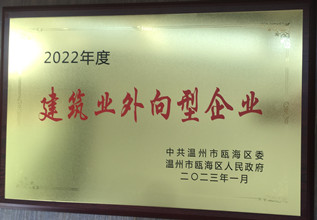 2022年度
建筑业外向型企业
中共温州市瓯海区委
温州市瓯海区人民政府
二〇二三年一月